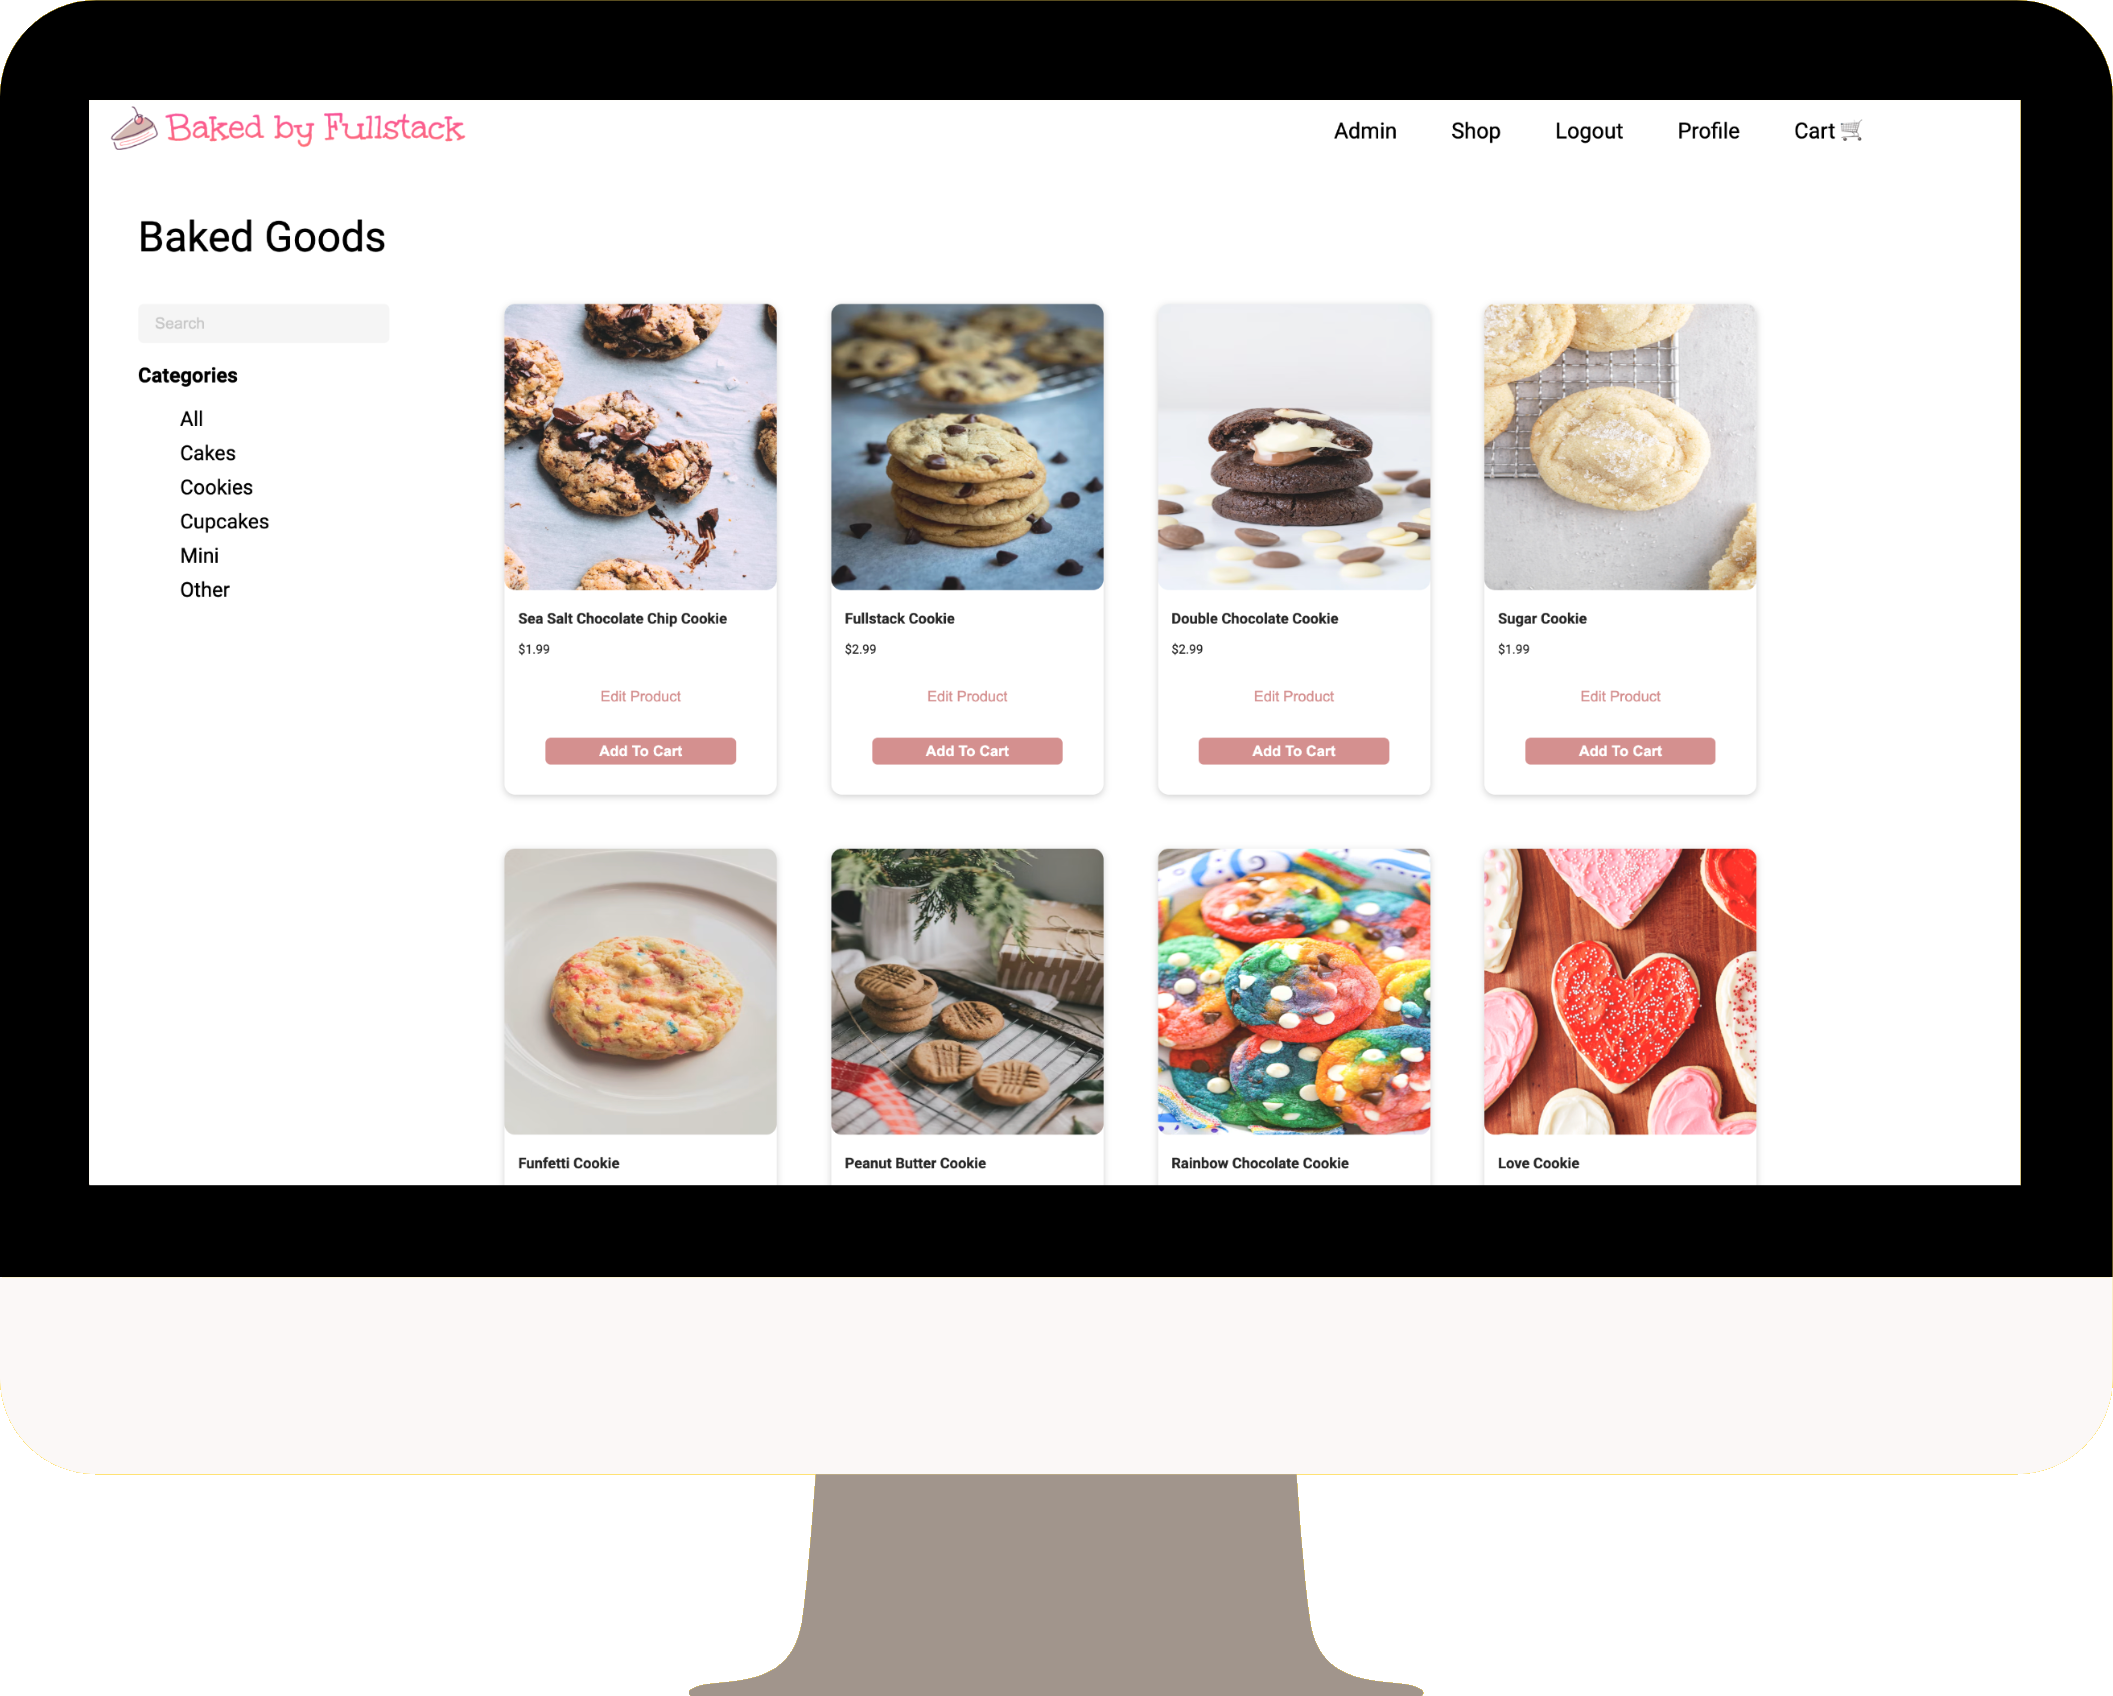 Baked by Fullstack
Admin Shop Logout Profile Cart
Baked Goods
Search
Categories
All
Cakes
Cookies
Cupcakes
Mini
Other
Sea Salt Chocolate Chip Cookie
$1.99
Edit Product
Add To Cart
Fullstack Cookie
$2.99
Edit Product
Add To Cart
Double Chocolate Cookie
$2.99
Edit Product
Add To Cart
Sugar Cookie
$1.99
Edit Product
Add To Cart
Funfetti Cookie
Peanut Butter Cookie
Rainbow Chocolate Cookie
Love Cookie